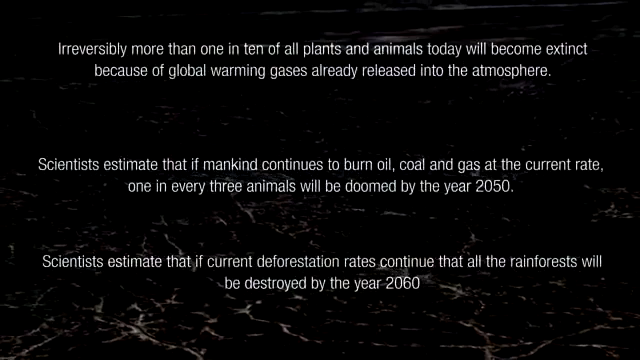 Irreversibly more than one in ten of all plants and animals today will become extinct
because of global warming gases already released into the atmosphere.
Scientists estimate that if mankind continues to burn oil, coal and gas at the current rate,
one in every three animals will be doomed by the year 2050.
Scientists estimate that if current deforestation rates continue that all the rainforests will
be destroyed by the year 2060